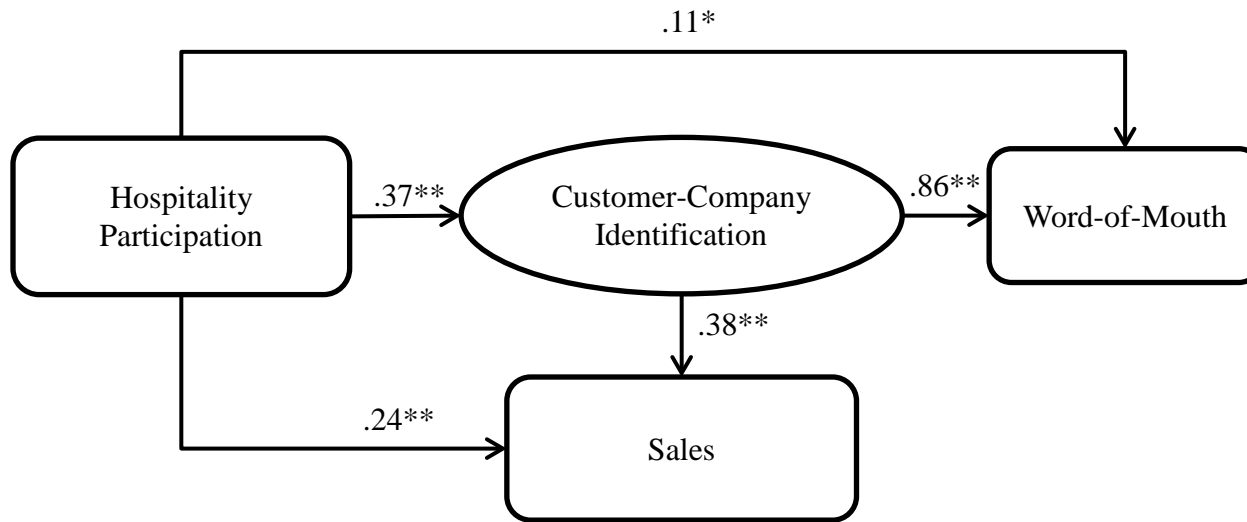 .11*
Hospitality
Participation
.37**
Customer-Company
Identification
.86**
Word-of-Mouth
.38**
.24**
Sales